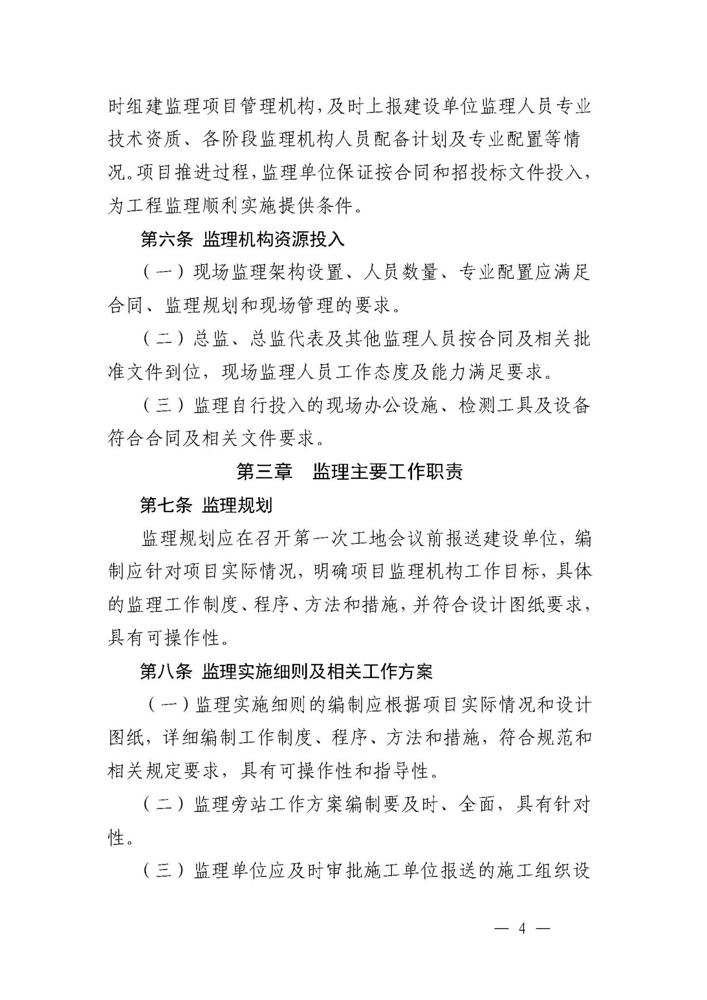 时组建监理项目管理机构,及时上报建设单位监理人员专业
技术资质、各阶段监理机构人员配备计划及专业配置等情
况。项目推进过程,监理单位保证按合同和招投标文件投入,
为工程监理顺利实施提供条件。
第六条 监理机构资源投入
（一）现场监理架构设置、人员数量、专业配置应满足
合同、监理规划和现场管理的要求。
（二）总监、总监代表及其他监理人员按合同及相关批
准文件到位，现场监理人员工作态度及能力满足要求。
（三）监理自行投入的现场办公设施、检测工具及设备
符合合同及相关文件要求。
第三章　监理主要工作职责
第七条 监理规划
监理规划应在召开第一次工地会议前报送建设单位，编
制应针对项目实际情况，明确项目监理机构工作目标，具体
的监理工作制度、程序、方法和措施，并符合设计图纸要求，
具有可操作性。
第八条 监理实施细则及相关工作方案
（一）监理实施细则的编制应根据项目实际情况和设计
图纸，详细编制工作制度、程序、方法和措施，符合规范和
相关规定要求，具有可操作性和指导性。
（二）监理旁站工作方案编制要及时、全面，具有针对
性。
（三）监理单位应及时审批施工单位报送的施工组织设
— 4 —